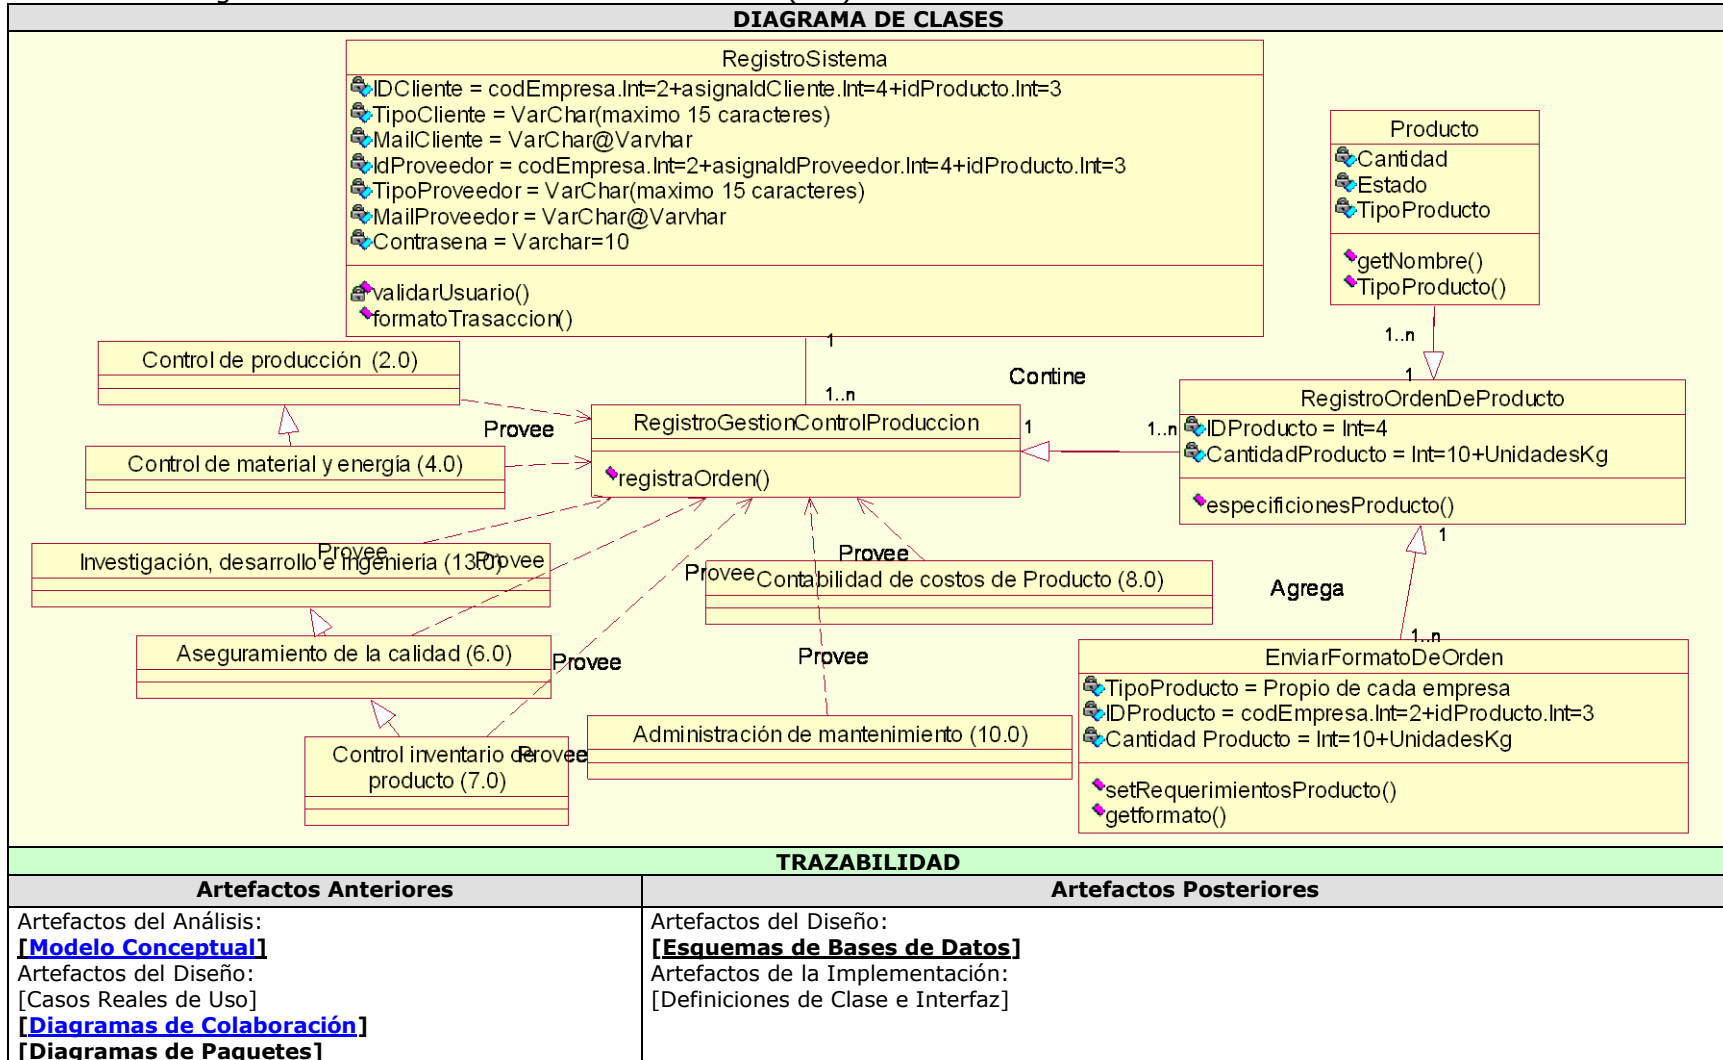 DIAGRAMA DE CLASES
RegistroSistema
IDCliente = codEmpresa.Int=2+asignaIdCliente.Int=4+idProducto.Int=3
TipoCliente = VarChar(maximo 15 caracteres)
MailCliente = VarChar@Varvhar
IdProveedor = codEmpresa.Int=2+asignaIdProveedor.Int=4+idProducto.Int=3
TipoProveedor = VarChar(maximo 15 caracteres)
MailProveedor = VarChar@Varvhar
Contrasena = Varchar=10
validarUsuario()
formatoTrasaccion()
Producto
Cantidad
Estado
TipoProducto
getNombre()
TipoProducto()
1..n
1
1
1..n
Contine
Control de producción (2.0)
Provee
Control de material y energía (4.0)
RegistroGestionControlProduccion
registraOrden()
1
1..n
RegistroOrdenDeProducto
IDProducto = Int=4
CantidadProducto = Int=10+UnidadesKg
especificionesProducto()
1
Agrega
1..n
Investigación, desarrollo e ingeniería (13.0)
Provee
Provee
Provee
Provee
Contabilidad de costos de Producto (8.0)
Aseguramiento de la calidad (6.0)
Provee
Provee
Control inventario de
producto (7.0)
Provee
Administración de mantenimiento (10.0)
EnviarFormatoDeOrden
TipoProducto = Propio de cada empresa
IDProducto = codEmpresa.Int=2+idProducto.Int=3
Cantidad Producto = Int=10+UnidadesKg
setRequerimientosProducto()
getformato()
TRAZABILIDAD
Artefactos Anteriores
Artefactos Posteriores
Artefactos del Análisis:
[Modelo Conceptual]
Artefactos del Diseño:
[Casos Reales de Uso]
[Diagramas de Colaboración]
[Diagramas de Paquetes]
Artefactos del Diseño:
[Esquemas de Bases de Datos]
Artefactos de la Implementación:
[Definiciones de Clase e Interfaz]